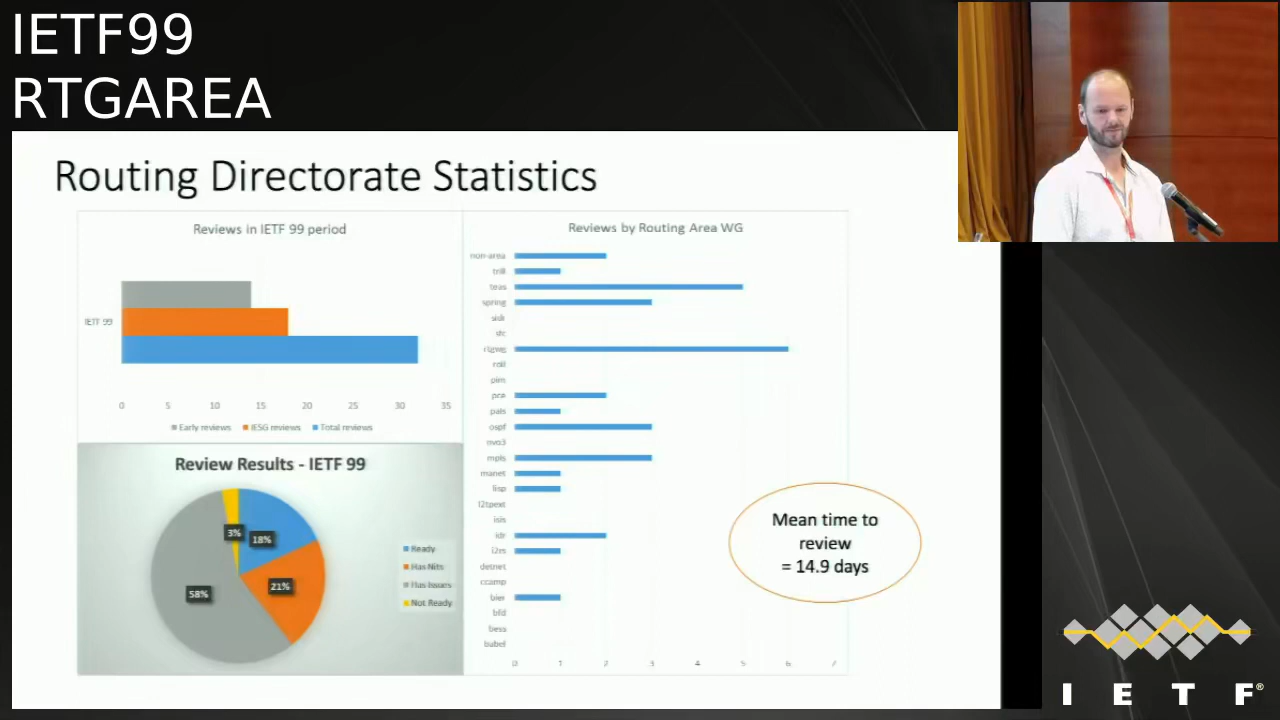 IETF99
RTGAREA
Routing Directorate Statistics
Reviews in IETF 99 period
IETF 99
0 5 10 15 20 25 30 35
Early reviews IESG reviews Total reviews
Review Results - IETF 99
3%
18%
21%
58%
Ready
Has Nits
Has Issues
Not Ready
Reviews by Routing Area WG
non-area
trill
teas
spring
sidr
sfc
rtgwg
roll
pim
pce
pals
ospf
nvo3
mpls
manet
lisp
l2tpext
isis
idr
i2rs
detnet
ccamp
bier
bfd
bess
babel
0 1 2 3 4 5 6 7
Mean time to
review
= 14.9 days
I E T F®